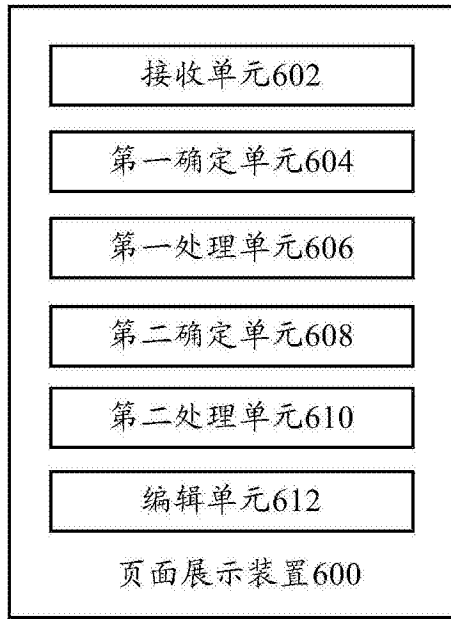 接收单元602
第一确定单元604
第一处理单元606
第二确定单元608
第二处理单元610
编辑单元612
页面展示装置600